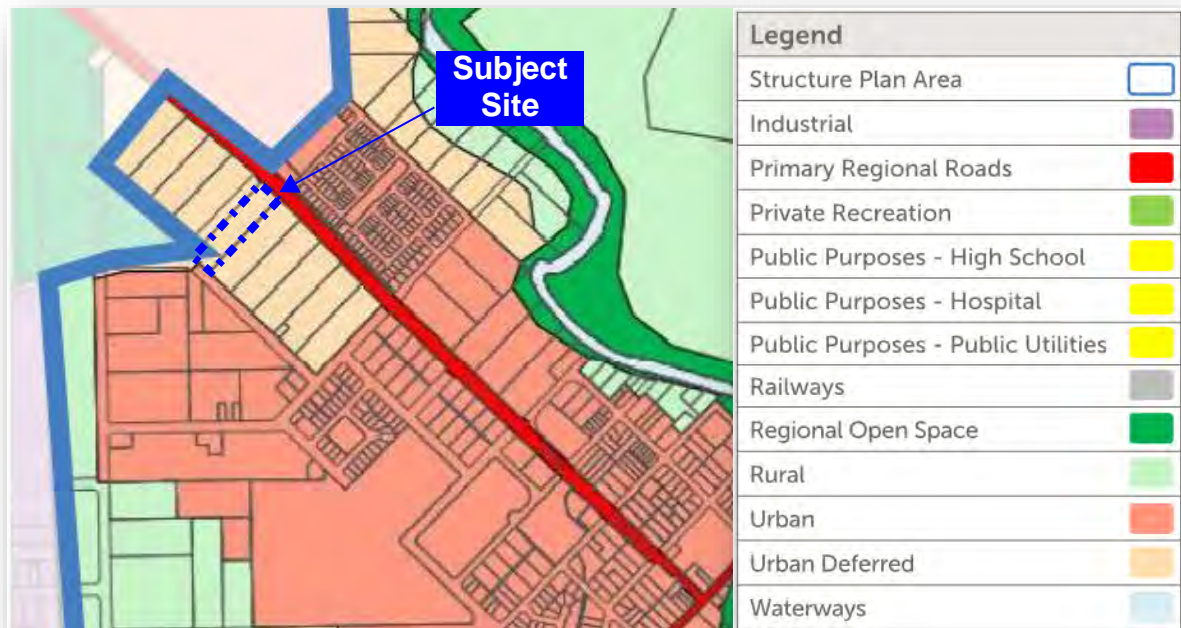 Subject
Site
Legend
Structure Plan Area
Industrial
Primary Regional Roads
Private Recreation
Public Purposes - High School
Public Purposes - Hospital
Public Purposes - Public Utilities
Railways
Regional Open Space
Rural
Urban
Urban Deferred
Waterways